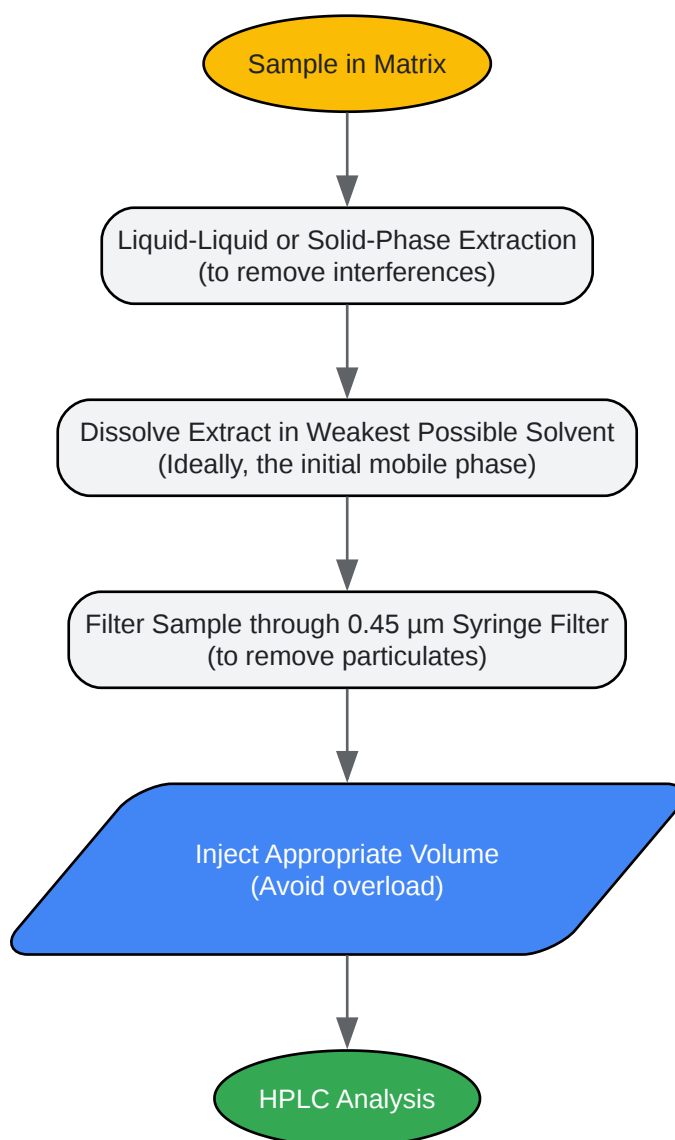 Sample in Matrix
Liquid-Liquid or Solid-Phase Extraction
(to remove interferences)
Dissolve Extract in Weakest Possible Solvent
(Ideally, the initial mobile phase)
Filter Sample through 0.45 µm Syringe Filter
(to remove particulates)
Inject Appropriate Volume
(Avoid overload)
HPLC Analysis